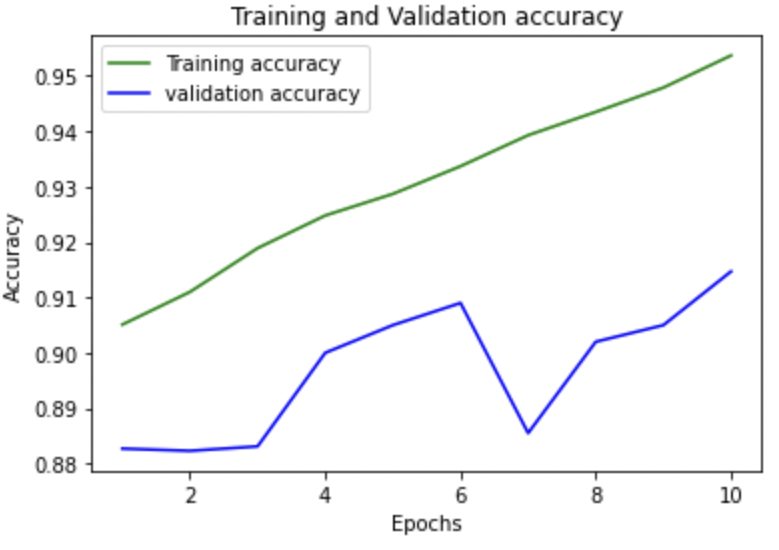 Training and Validation accuracy
Training accuracy
validation accuracy
0.95
0.94
0.93
0.92
0.91
0.90
0.89
0.88
Accuracy
2 4 6 8 10
Epochs